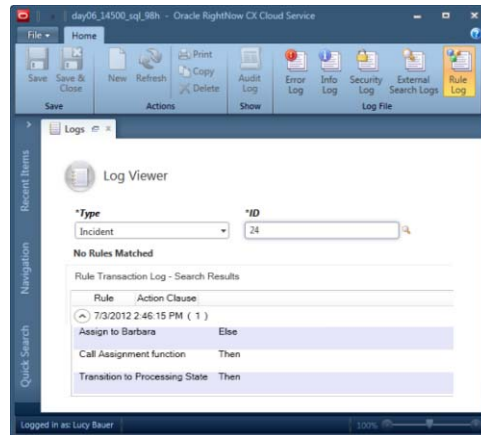 day06_14500_sql_98h - Oracle RightNow CX Cloud Service
File Home
Save Save & Close New Refresh Print Copy Delete Audit Log Error Log Info Log Security Log External Search Logs Rule Log
Save Actions Show Log File
Logs
Recent Items
Navigation
Quick Search
Log Viewer
*Type *ID
Incident 24
No Rules Matched
Rule Transaction Log - Search Results
Rule Action Clause
7/3/2012 2:46:15 PM ( 1 )
Assign to Barbara Else
Call Assignment function Then
Transition to Processing State Then
Logged in as: Lucy Bauer 100%